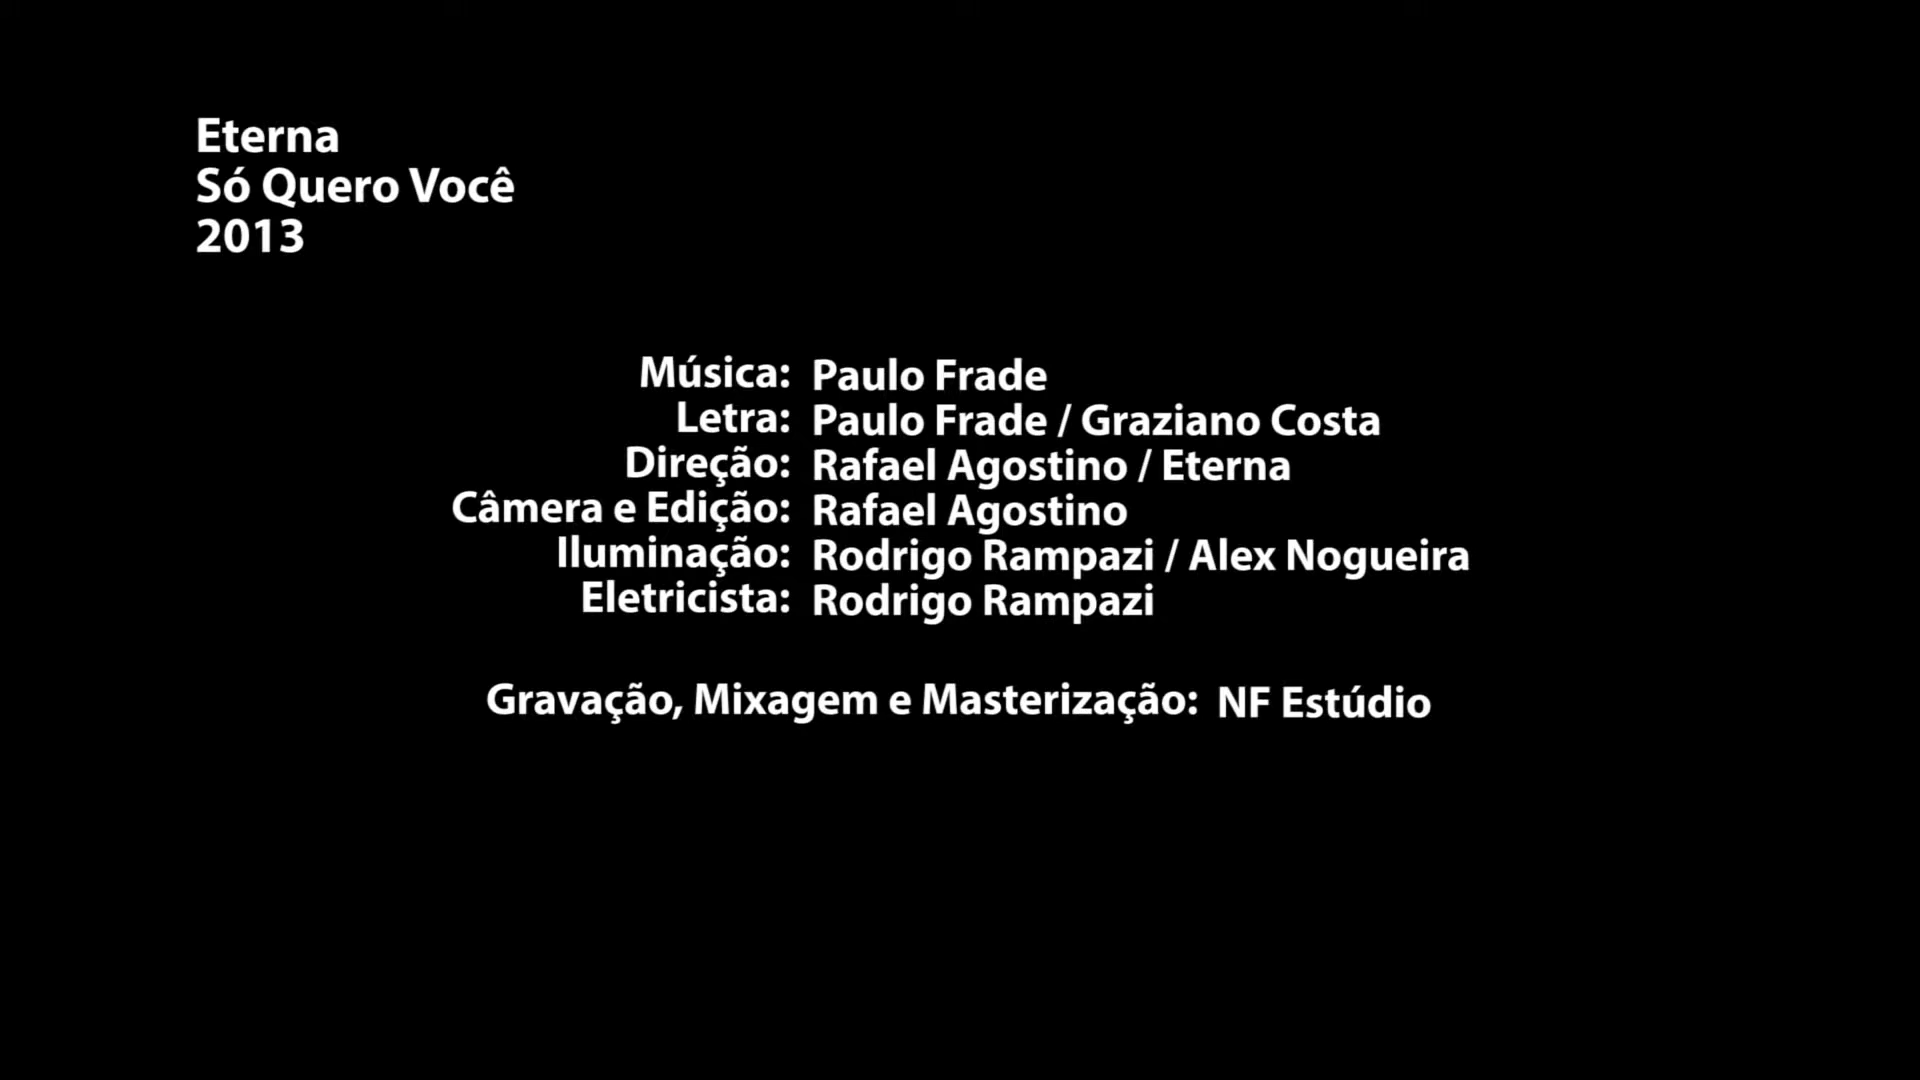 Eterna
Só Quero Você
2013
Música: Paulo Frade
Letra: Paulo Frade / Graziano Costa
Direção: Rafael Agostino / Eterna
Câmera e Edição: Rafael Agostino
Iluminação: Rodrigo Rampazi / Alex Nogueira
Eletricista: Rodrigo Rampazi
Gravação, Mixagem e Masterização: NF Estúdio